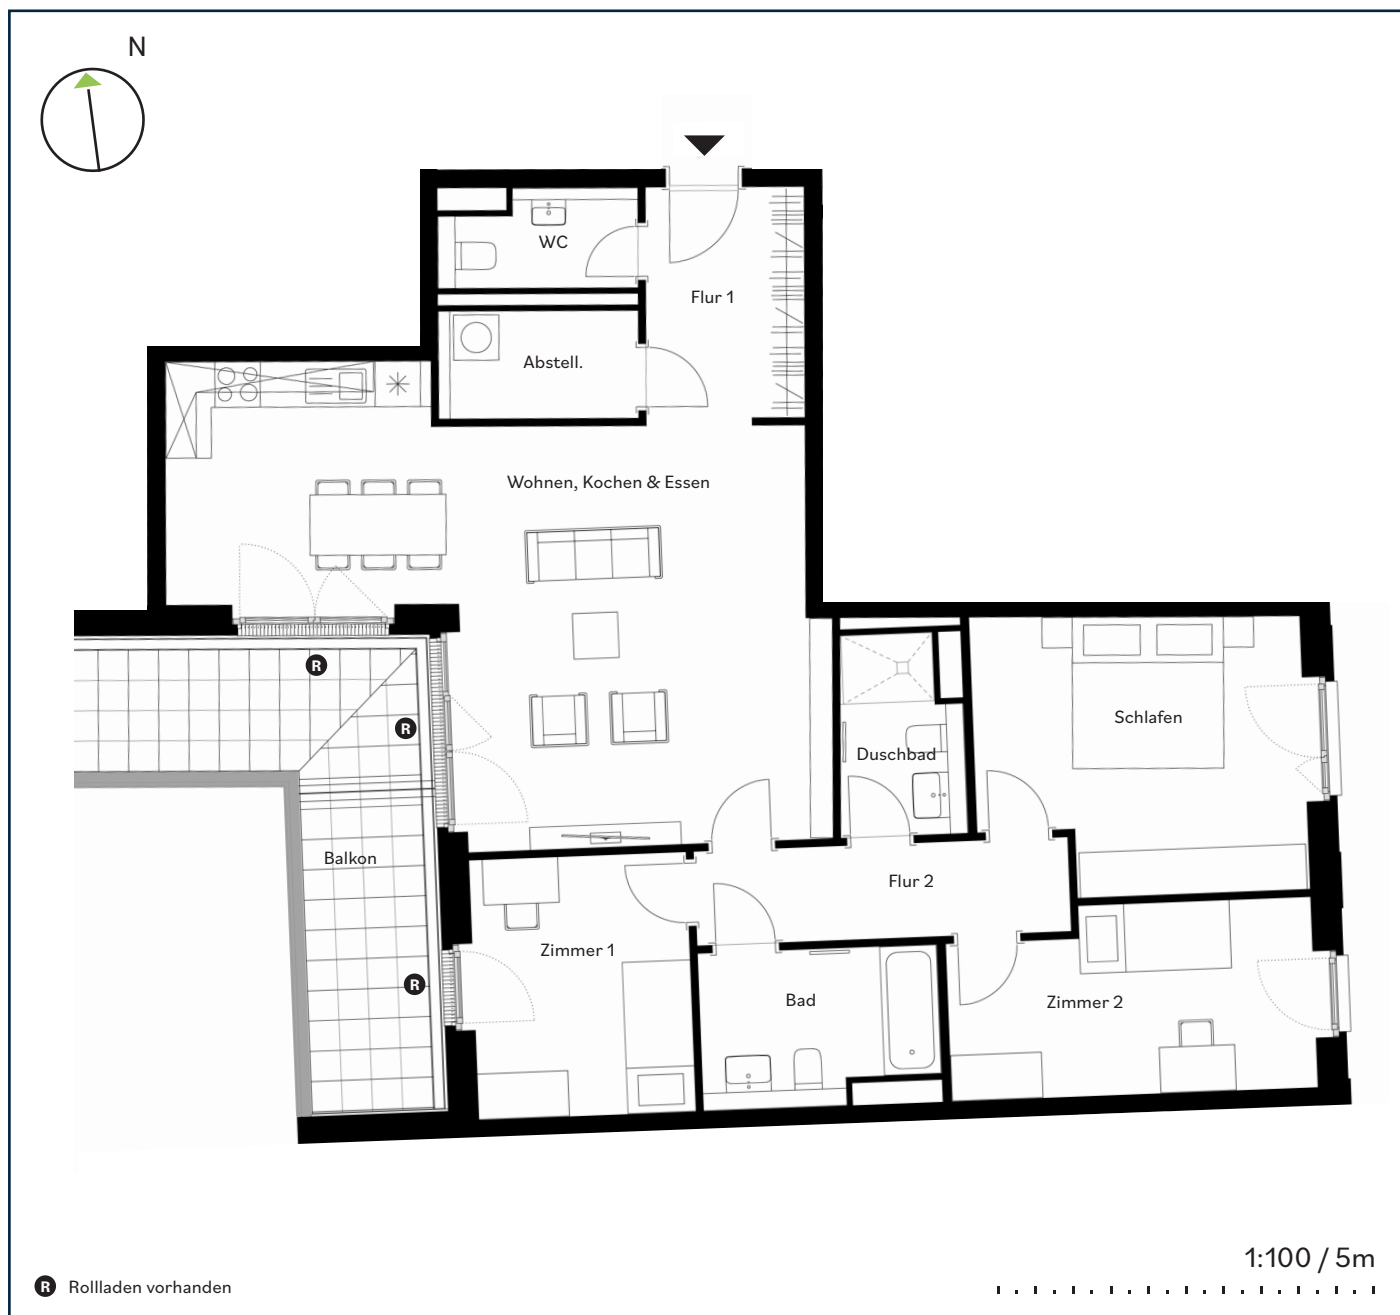 N
WC
Flur 1
Abstell.
Wohnen, Kochen & Essen
R
R
Schlafen
Duschbad
Balkon
Flur 2
Zimmer 1
R
Bad
Zimmer 2
1:100 / 5m
R Rollladen vorhanden